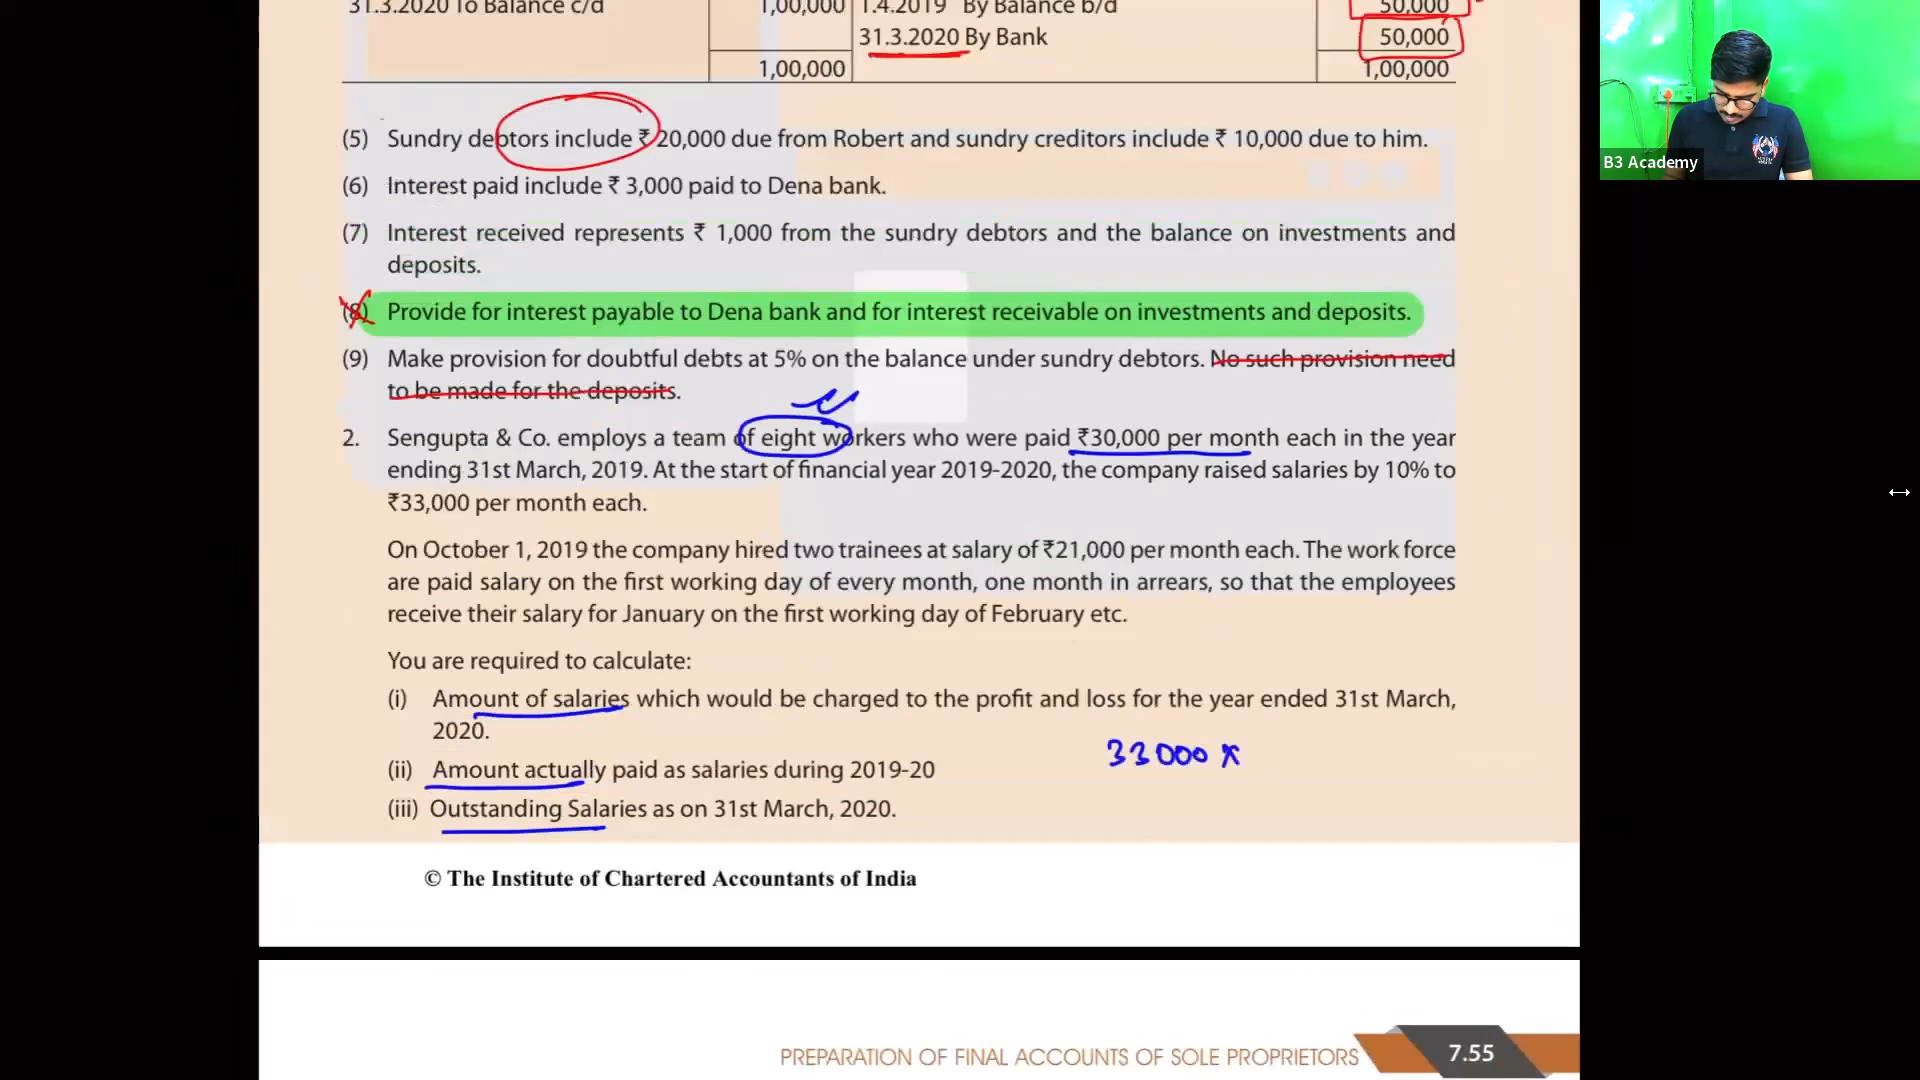 31.3.2020 To Balance c/d 1,00,000 1.4.2019 By Balance b/d 50,000
31.3.2020 By Bank 50,000
1,00,000 1,00,000
(5) Sundry debtors include ₹ 20,000 due from Robert and sundry creditors include ₹ 10,000 due to him.
(6) Interest paid include ₹ 3,000 paid to Dena bank.
(7) Interest received represents ₹ 1,000 from the sundry debtors and the balance on investments and
deposits.
(8) Provide for interest payable to Dena bank and for interest receivable on investments and deposits.
(9) Make provision for doubtful debts at 5% on the balance under sundry debtors. No such provision need
to be made for the deposits.
2. Sengupta & Co. employs a team of eight workers who were paid ₹30,000 per month each in the year
ending 31st March, 2019. At the start of financial year 2019-2020, the company raised salaries by 10% to
₹33,000 per month each.
On October 1, 2019 the company hired two trainees at salary of ₹21,000 per month each. The work force
are paid salary on the first working day of every month, one month in arrears, so that the employees
receive their salary for January on the first working day of February etc.
You are required to calculate:
(i) Amount of salaries which would be charged to the profit and loss for the year ended 31st March,
2020.
33000 x
(ii) Amount actually paid as salaries during 2019-20
(iii) Outstanding Salaries as on 31st March, 2020.
© The Institute of Chartered Accountants of India
PREPARATION OF FINAL ACCOUNTS OF SOLE PROPRIETORS 7.55
B3 Academy